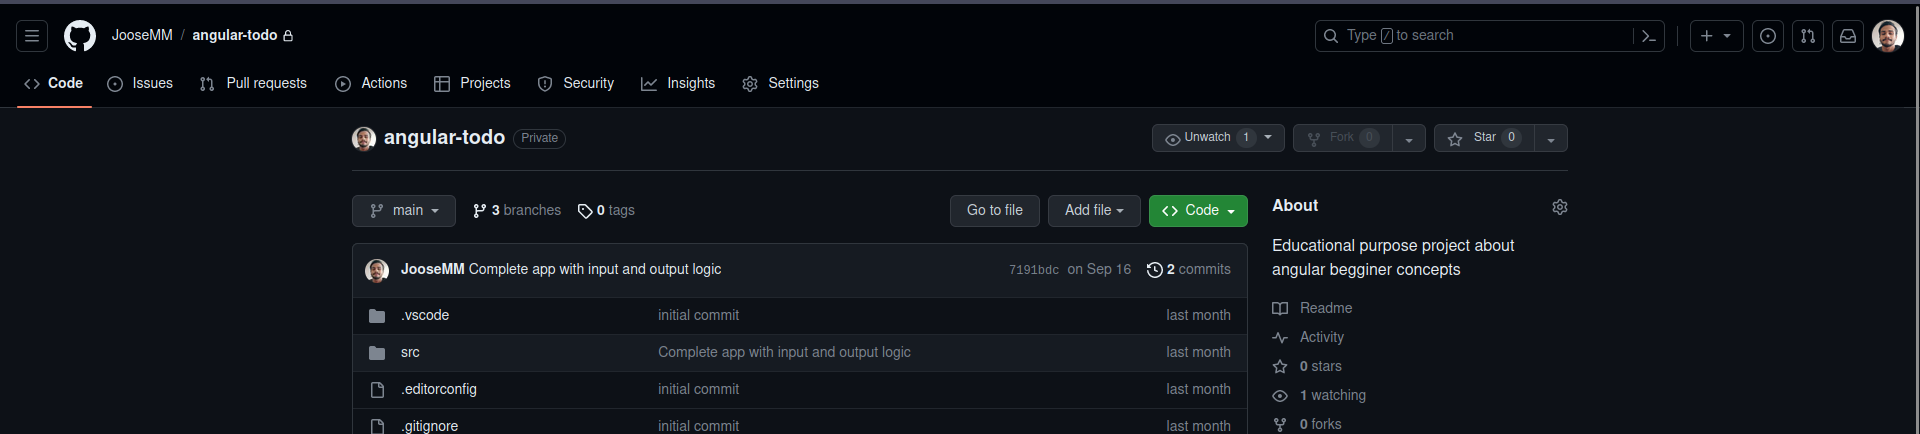 JooseMM / angular-todo
Type / to search
Code Issues Pull requests Actions Projects Security Insights Settings
angular-todo Private
Unwatch 1 Fork 0 Star 0
main 3 branches 0 tags
Go to file Add file Code
About
Educational purpose project about
angular begginer concepts
JooseMM Complete app with input and output logic 7191bdc on Sep 16 2 commits
.vscode initial commit last month
src Complete app with input and output logic last month
.editorconfig initial commit last month
.gitignore initial commit last month
Readme
Activity
0 stars
1 watching
0 forks